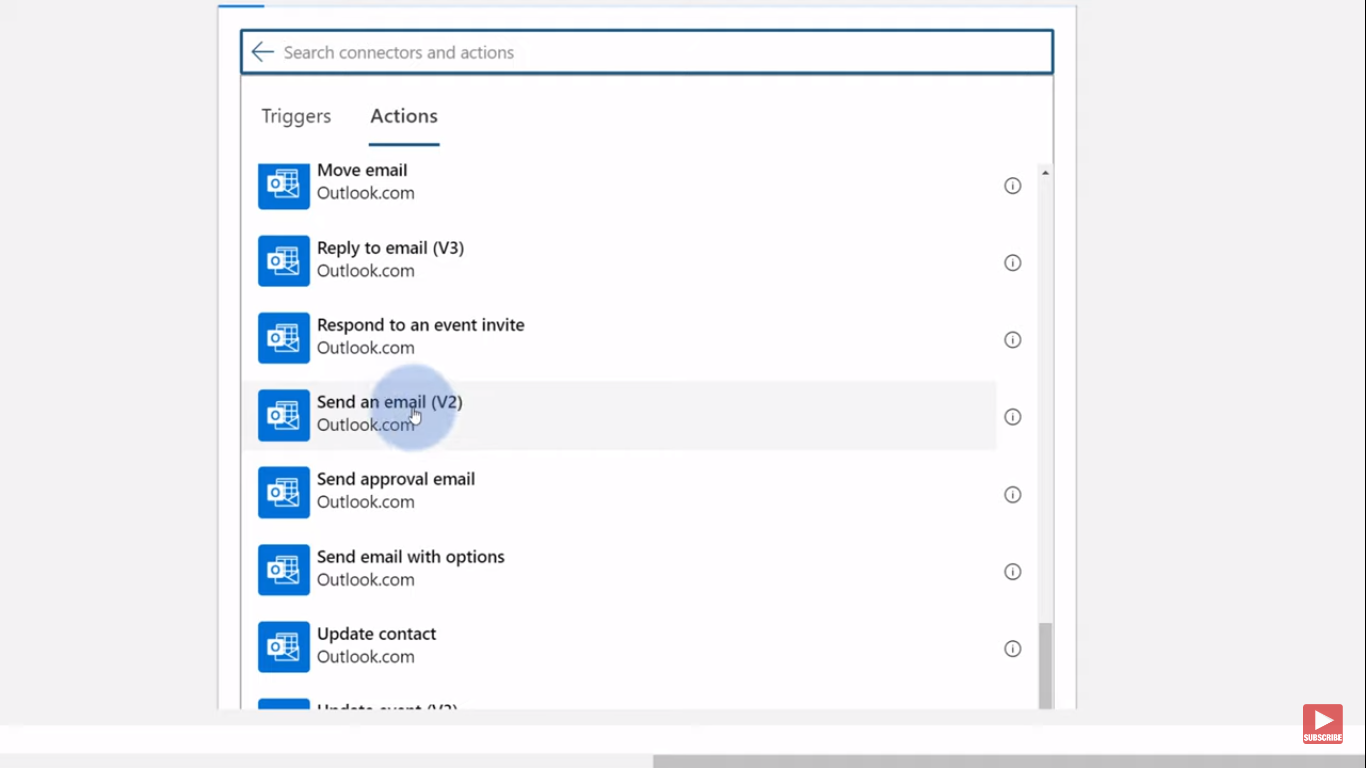 Search connectors and actions
Triggers Actions
Move email
Outlook.com
Reply to email (V3)
Outlook.com
Respond to an event invite
Outlook.com
Send an email (V2)
Outlook.com
Send approval email
Outlook.com
Send email with options
Outlook.com
Update contact
Outlook.com
SUBSCRIBE